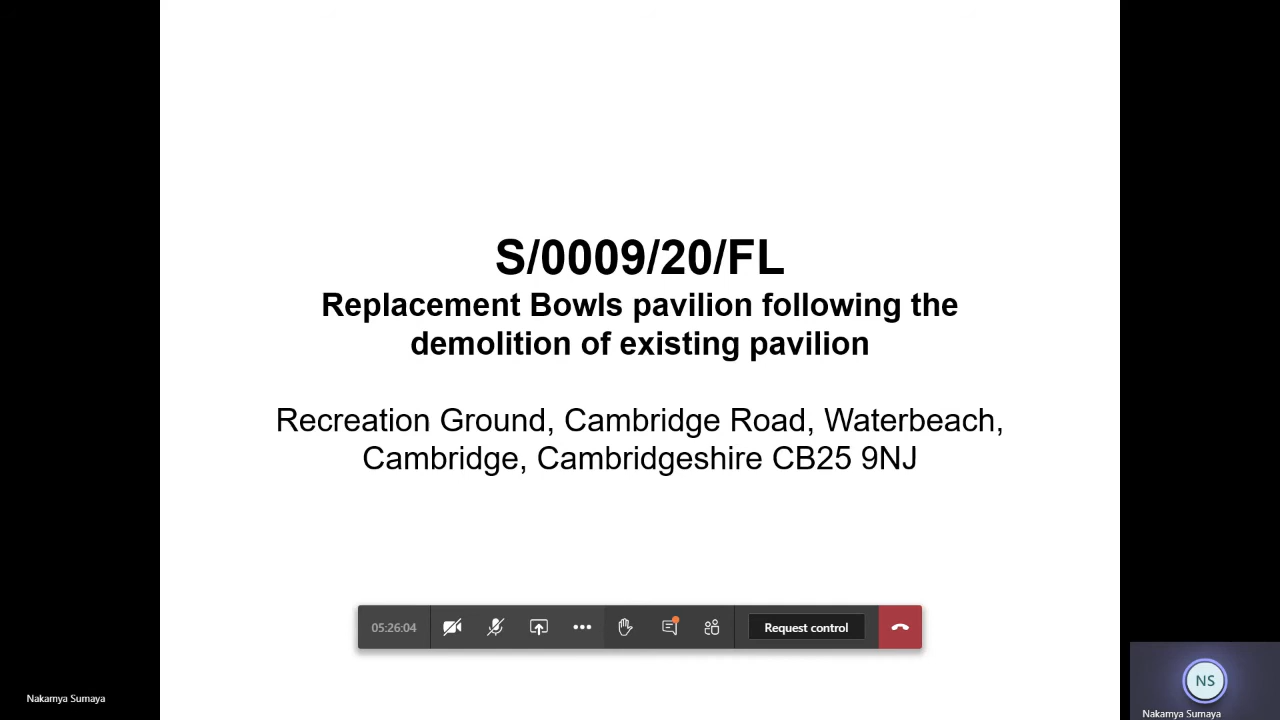 S/0009/20/FL
Replacement Bowls pavilion following the
demolition of existing pavilion
Recreation Ground, Cambridge Road, Waterbeach,
Cambridge, Cambridgeshire CB25 9NJ
05:26:04
Request control
NS
Nakamya Sumaya
Nakamya Sumaya